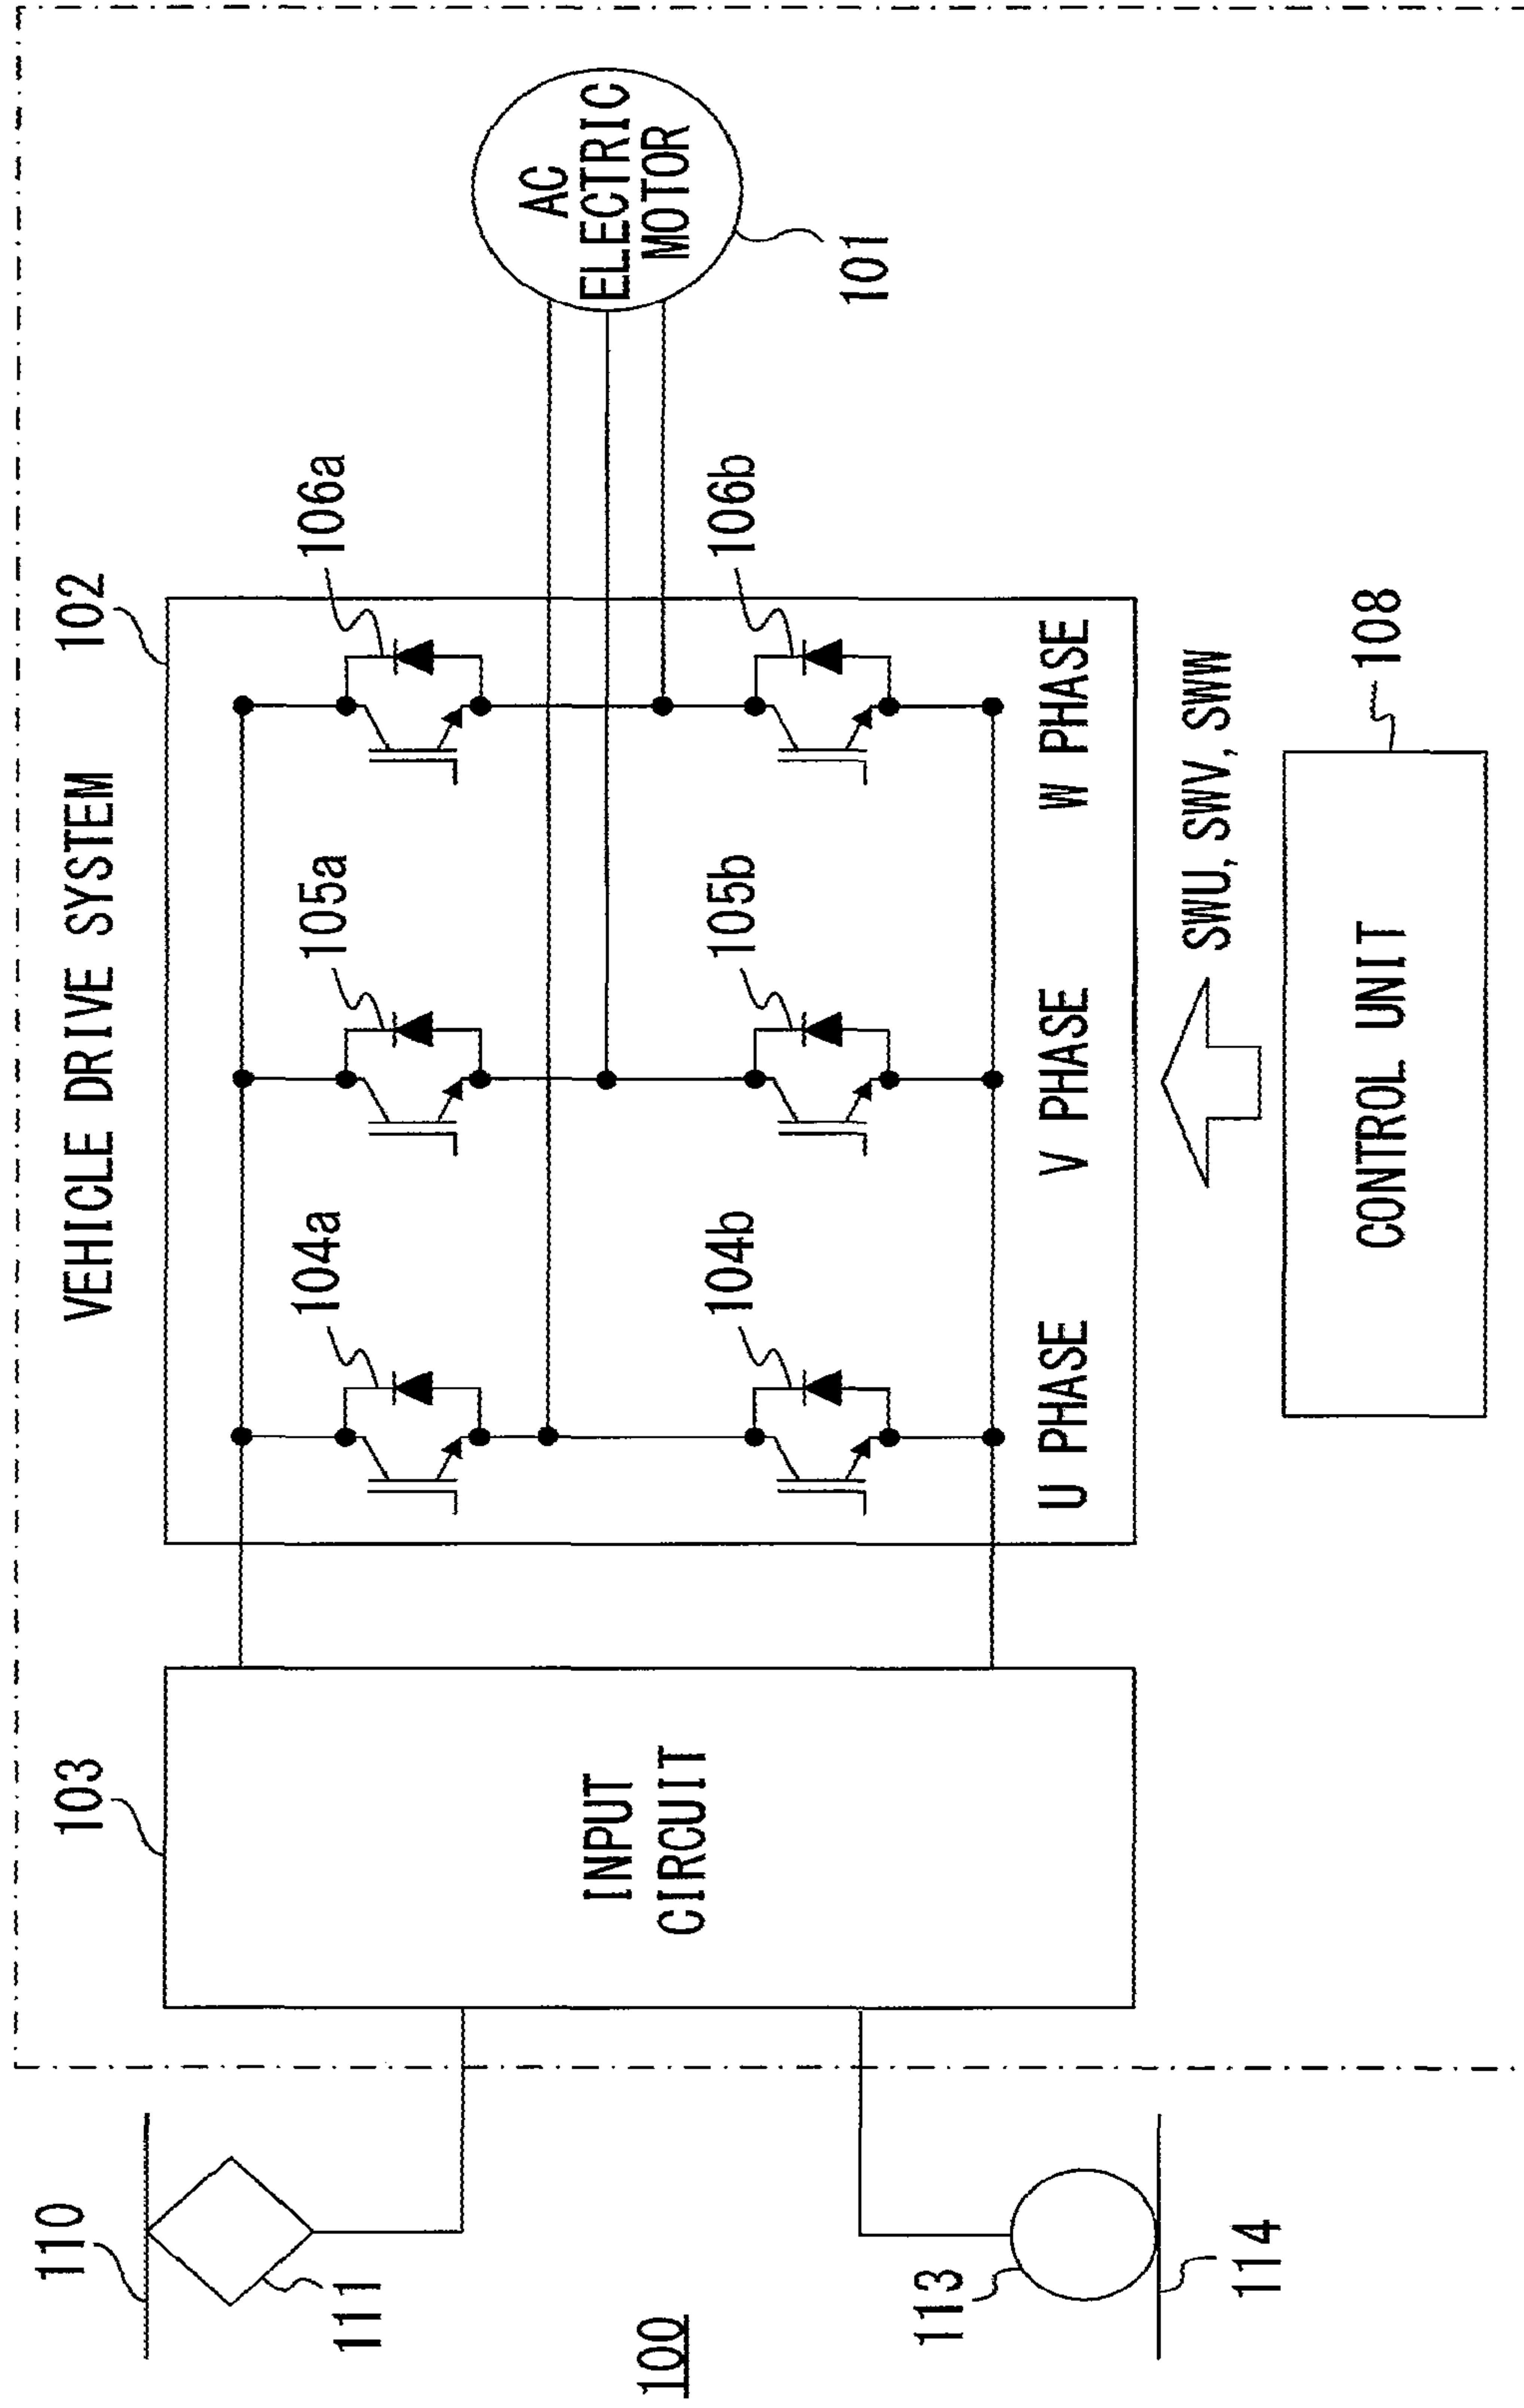 VEHICLE DRIVE SYSTEM
110
103
102
111
104a
105a
106a
INPUT
CIRCUIT
AC
ELECTRIC
MOTOR
101
100
104b
105b
106b
113
114
U PHASE
V PHASE
W PHASE
SWU, SWV, SWW
CONTROL UNIT
108